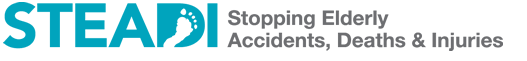 STEADI
Stopping Elderly
Accidents, Deaths & Injuries